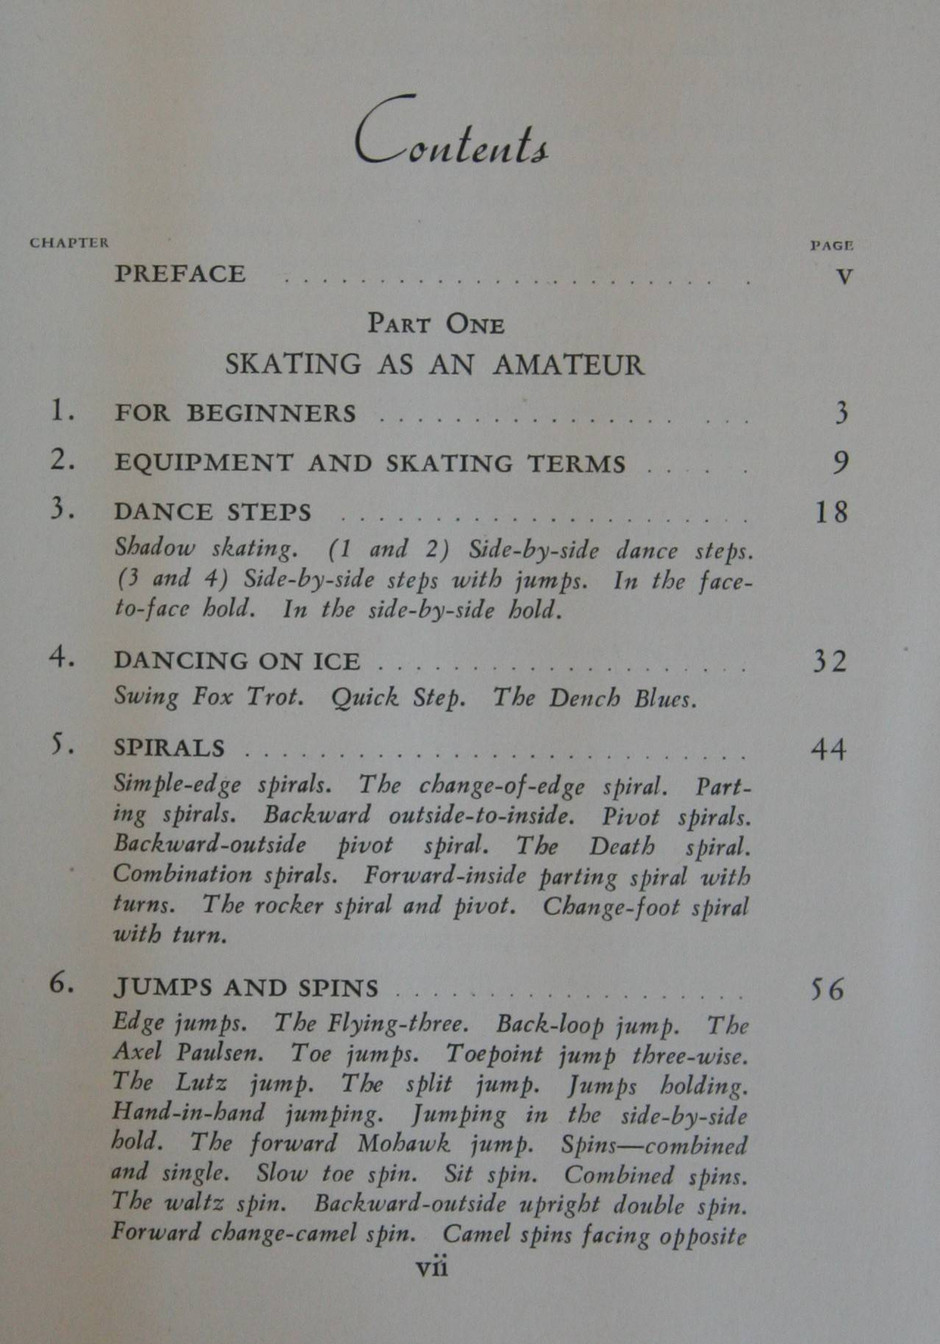 Contents
CHAPTER PAGE
PREFACE . . . . . . . . . . . . . . . . . . . . . . . . . V
PART ONE
SKATING AS AN AMATEUR
1. FOR BEGINNERS . . . . . . . . . . . . . . . . . . . 3
2. EQUIPMENT AND SKATING TERMS . . . . . 9
3. DANCE STEPS . . . . . . . . . . . . . . . . . . . . . . 18
Shadow skating. (1 and 2) Side-by-side dance steps.
(3 and 4) Side-by-side steps with jumps. In the face-
to-face hold. In the side-by-side hold.
4. DANCING ON ICE . . . . . . . . . . . . . . . . . . . . 32
Swing Fox Trot. Quick Step. The Dench Blues.
5. SPIRALS . . . . . . . . . . . . . . . . . . . . . . . . . . . 44
Simple-edge spirals. The change-of-edge spiral. Part-
ing spirals. Backward outside-to-inside. Pivot spirals.
Backward-outside pivot spiral. The Death spiral.
Combination spirals. Forward-inside parting spiral with
turns. The rocker spiral and pivot. Change-foot spiral
with turn.
6. JUMPS AND SPINS . . . . . . . . . . . . . . . . . . . 56
Edge jumps. The Flying-three. Back-loop jump. The
Axel Paulsen. Toe jumps. Toepoint jump three-wise.
The Lutz jump. The split jump. Jumps holding.
Hand-in-hand jumping. Jumping in the side-by-side
hold. The forward Mohawk jump. Spins—combined
and single. Slow toe spin. Sit spin. Combined spins.
The waltz spin. Backward-outside upright double spin.
Forward change-camel spin. Camel spins facing opposite
vii